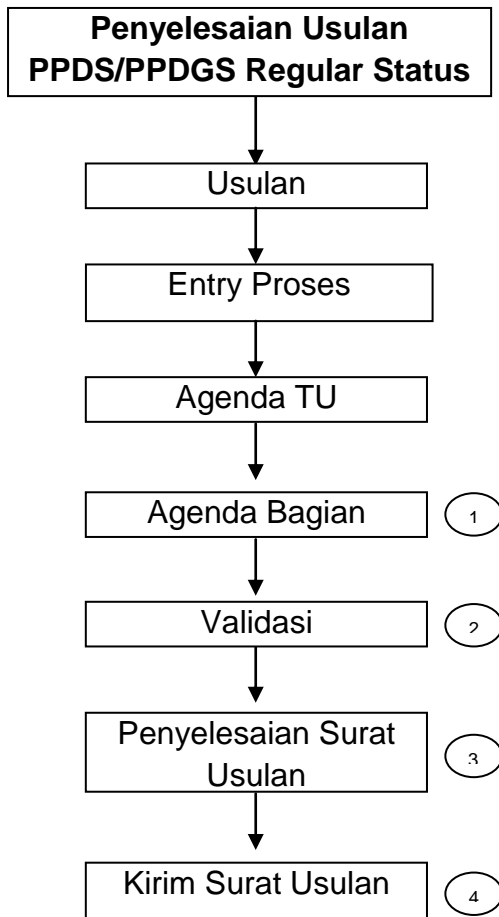 Penyelesaian Usulan
PPDS/PPDGS Regular Status
Usulan
Entry Proses
Agenda TU
Agenda Bagian
1
Validasi
2
Penyelesaian Surat
Usulan
3
Kirim Surat Usulan
4